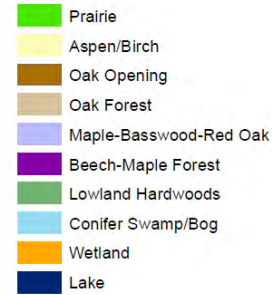 Prairie
Aspen/Birch
Oak Opening
Oak Forest
Maple-Basswood-Red Oak
Beech-Maple Forest
Lowland Hardwoods
Conifer Swamp/Bog
Wetland
Lake